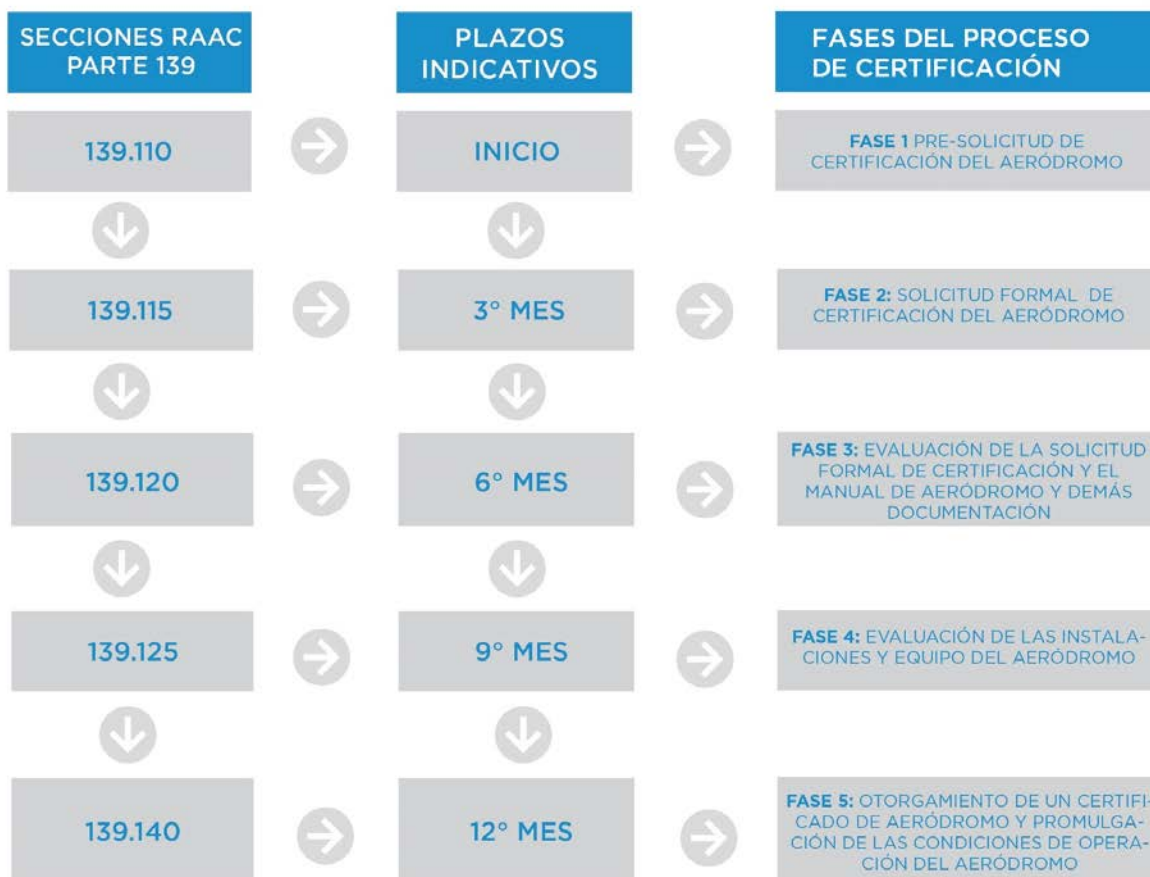 SECCIONES RAAC
PARTE 139
PLAZOS
INDICATIVOS
FASES DEL PROCESO
DE CERTIFICACIÓN
139.110
INICIO
FASE 1 PRE-SOLICITUD DE
CERTIFICACIÓN DEL AERÓDROMO
139.115
3° MES
FASE 2: SOLICITUD FORMAL DE
CERTIFICACIÓN DEL AERÓDROMO
139.120
6° MES
FASE 3: EVALUACIÓN DE LA SOLICITUD
FORMAL DE CERTIFICACIÓN Y EL
MANUAL DE AERÓDROMO Y DEMÁS
DOCUMENTACIÓN
139.125
9° MES
FASE 4: EVALUACIÓN DE LAS INSTALA-
CIONES Y EQUIPO DEL AERÓDROMO
139.140
12° MES
FASE 5: OTORGAMIENTO DE UN CERTIFI-
CADO DE AERÓDROMO Y PROMULGA-
CIÓN DE LAS CONDICIONES DE OPERA-
CIÓN DEL AERÓDROMO